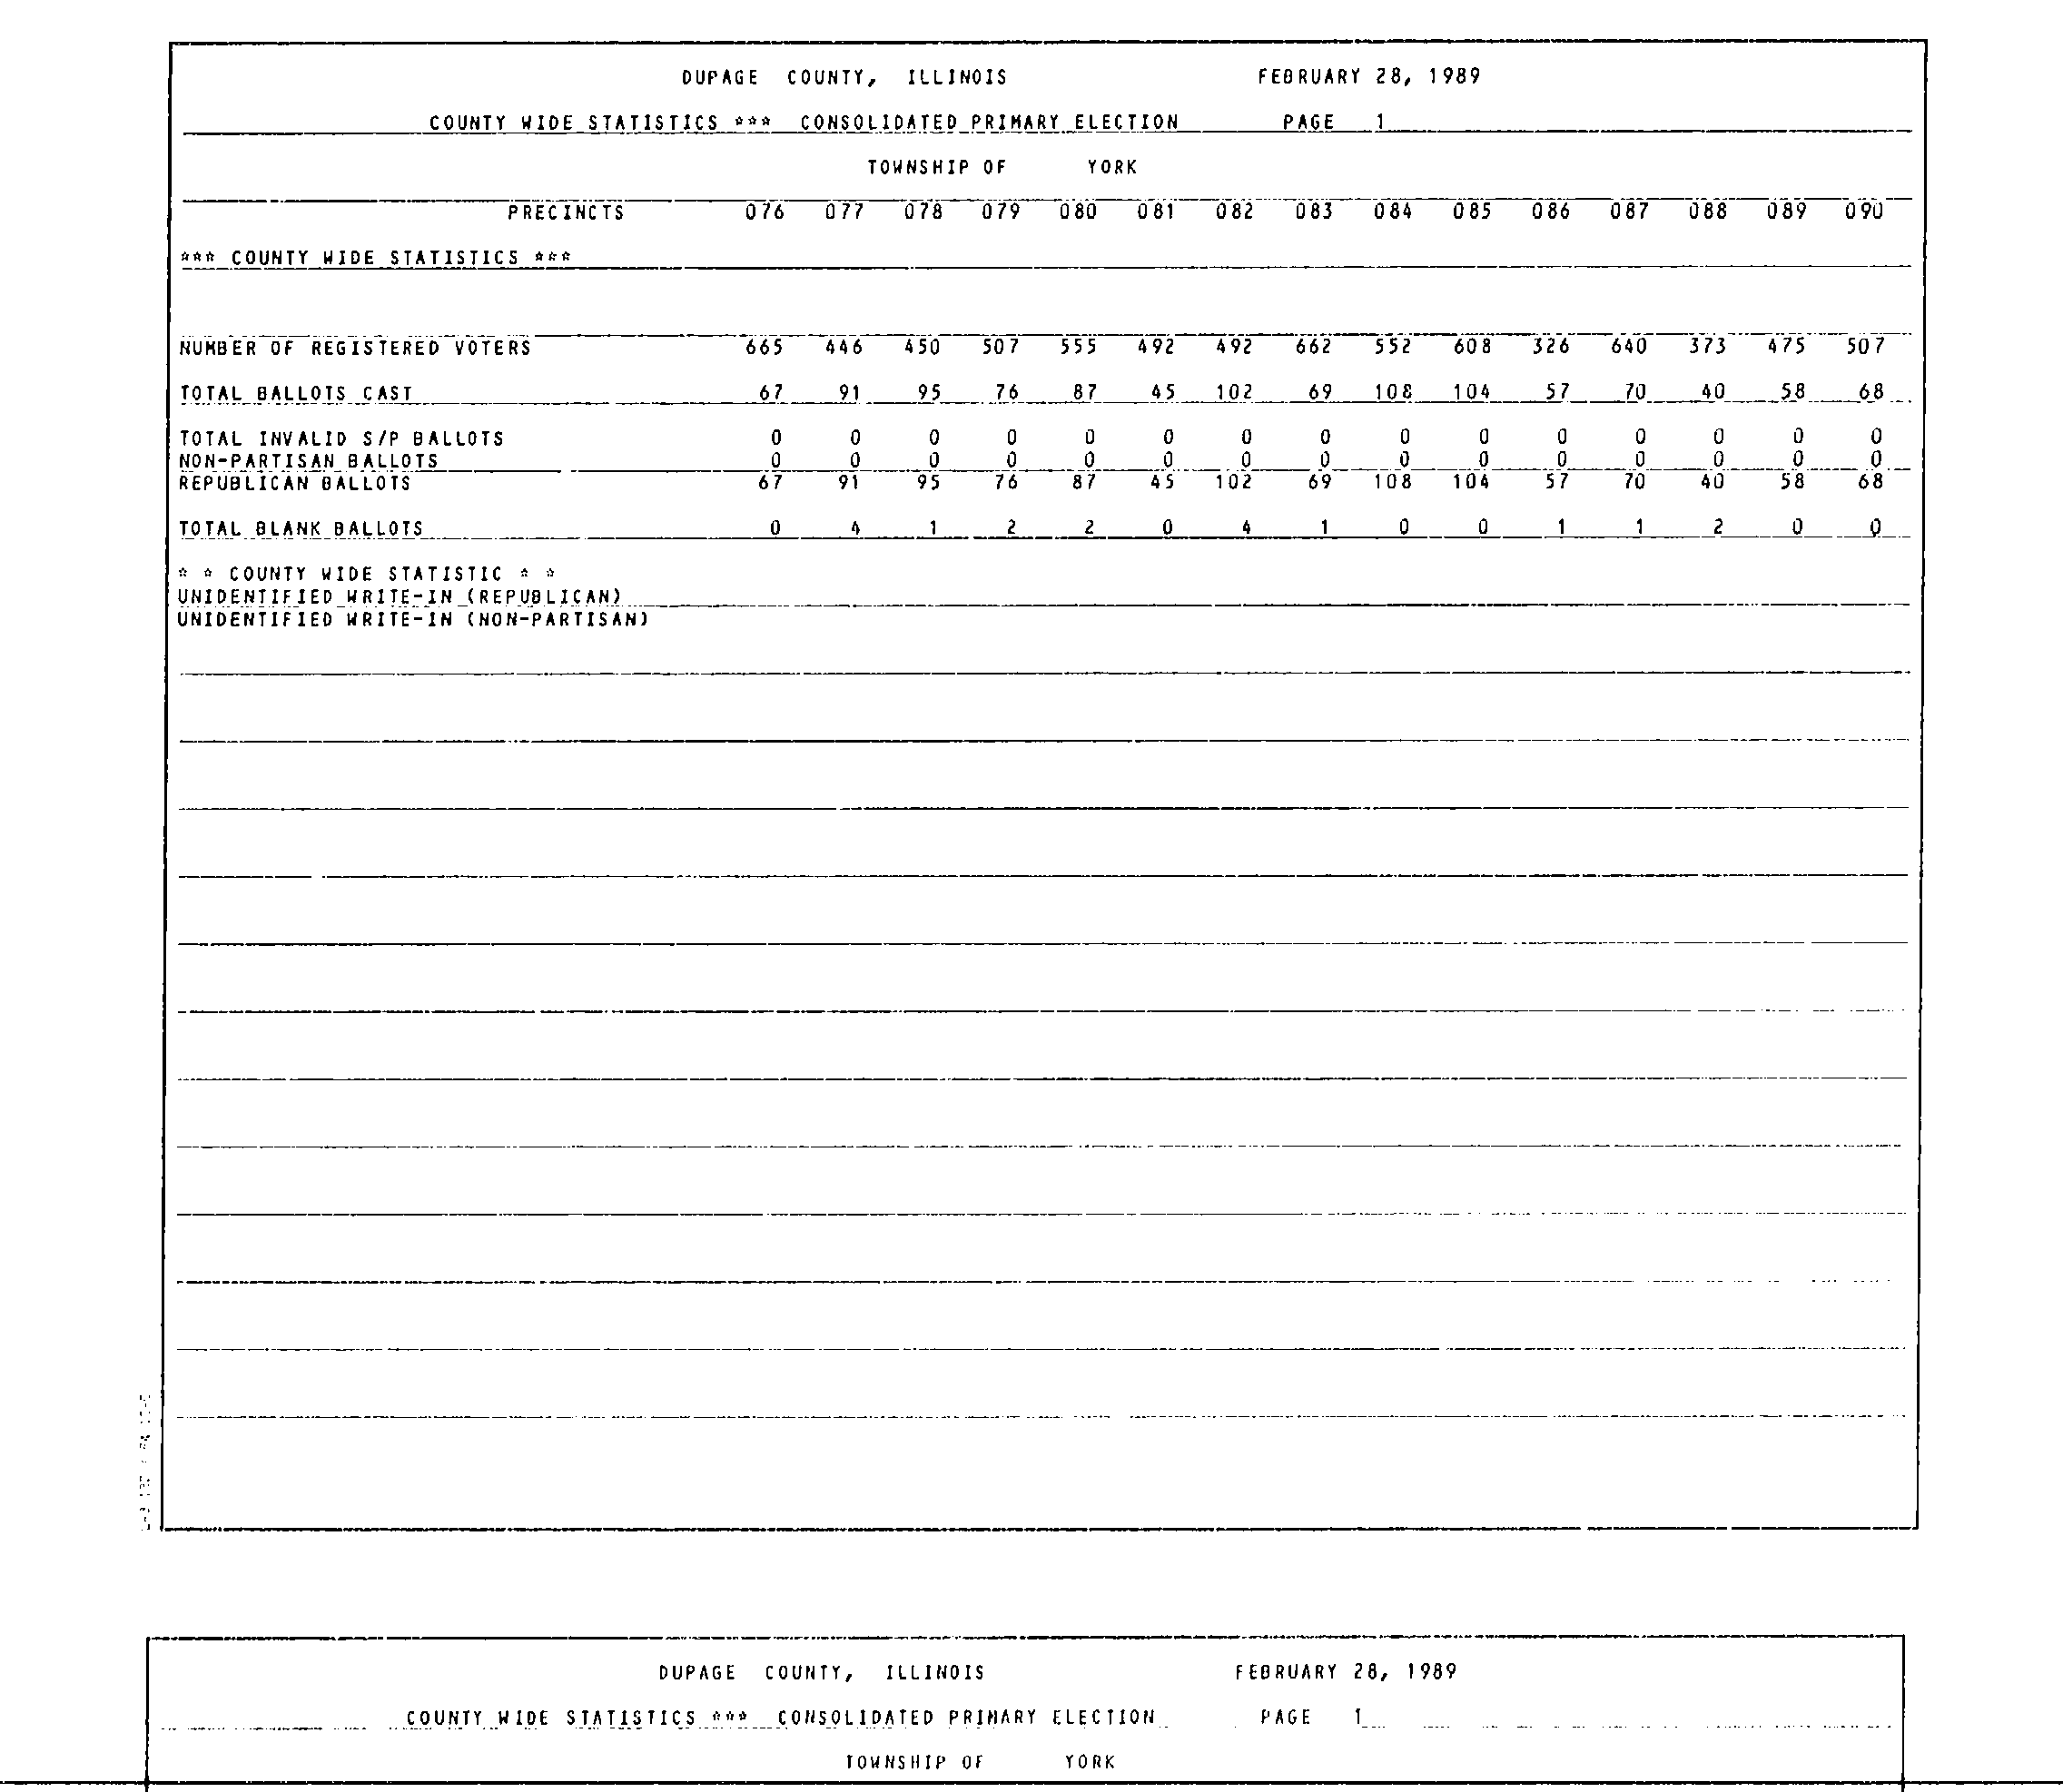 DUPAGE COUNTY, ILLINOIS FEBRUARY 28, 1989
COUNTY WIDE STATISTICS *** CONSOLIDATED PRIMARY ELECTION PAGE 1
TOWNSHIP OF YORK
PRECINCTS 076 077 078 079 080 081 082 083 084 085 086 087 088 089 090
*** COUNTY WIDE STATISTICS ***
NUMBER OF REGISTERED VOTERS 665 446 450 507 555 492 492 662 552 608 326 640 373 475 507
TOTAL BALLOTS CAST 67 91 95 76 87 45 102 69 108 104 57 70 40 58 68
TOTAL INVALID S/P BALLOTS 0 0 0 0 0 0 0 0 0 0 0 0 0 0 0
NON-PARTISAN BALLOTS 0 0 0 0 0 0 0 0 0 0 0 0 0 0 0
REPUBLICAN BALLOTS 67 91 95 76 87 45 102 69 108 104 57 70 40 58 68
TOTAL BLANK BALLOTS 0 4 1 2 2 0 4 1 0 0 1 1 2 0 0
* * COUNTY WIDE STATISTIC * *
UNIDENTIFIED WRITE-IN (REPUBLICAN)
UNIDENTIFIED WRITE-IN (NON-PARTISAN)
DUPAGE COUNTY, ILLINOIS FEBRUARY 28, 1989
COUNTY WIDE STATISTICS *** CONSOLIDATED PRIMARY ELECTION PAGE 1
TOWNSHIP OF YORK